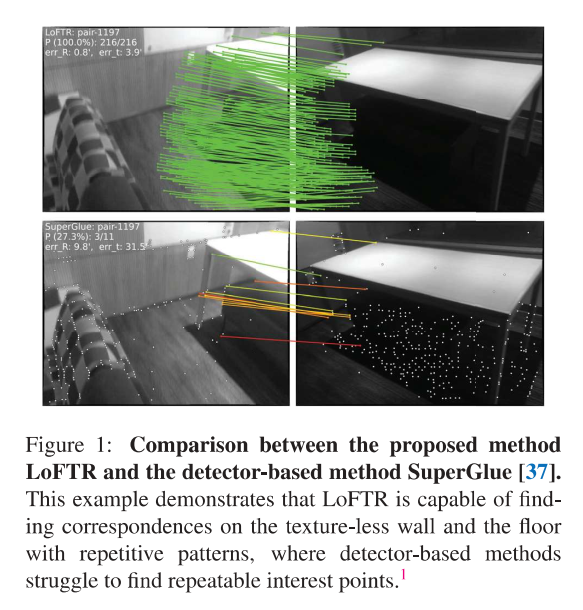 LoFTR: pair-1197
P (100.0%): 216/216
err_R: 0.8', err_t: 3.9'
SuperGlue: pair-1197
P (27.3%): 3/11
err_R: 9.8', err_t: 31.5'
Figure 1: Comparison between the proposed method
LoFTR and the detector-based method SuperGlue [37].
This example demonstrates that LoFTR is capable of find-
ing correspondences on the texture-less wall and the floor
with repetitive patterns, where detector-based methods
struggle to find repeatable interest points.1